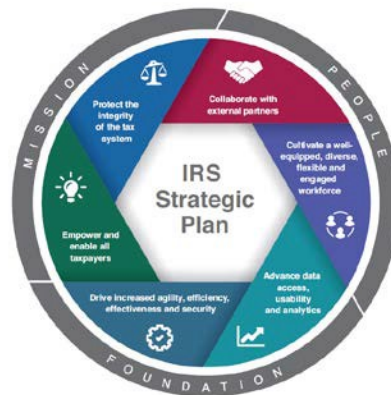 MISSION
PEOPLE
FOUNDATION
Protect the
integrity
of the tax
system
Collaborate with
external partners
Cultivate a well-
equipped, diverse,
flexible and
engaged
workforce
Advance data
access,
usability
and analytics
Drive increased agility, efficiency,
effectiveness and security
Empower and
enable all
taxpayers
IRS
Strategic
Plan